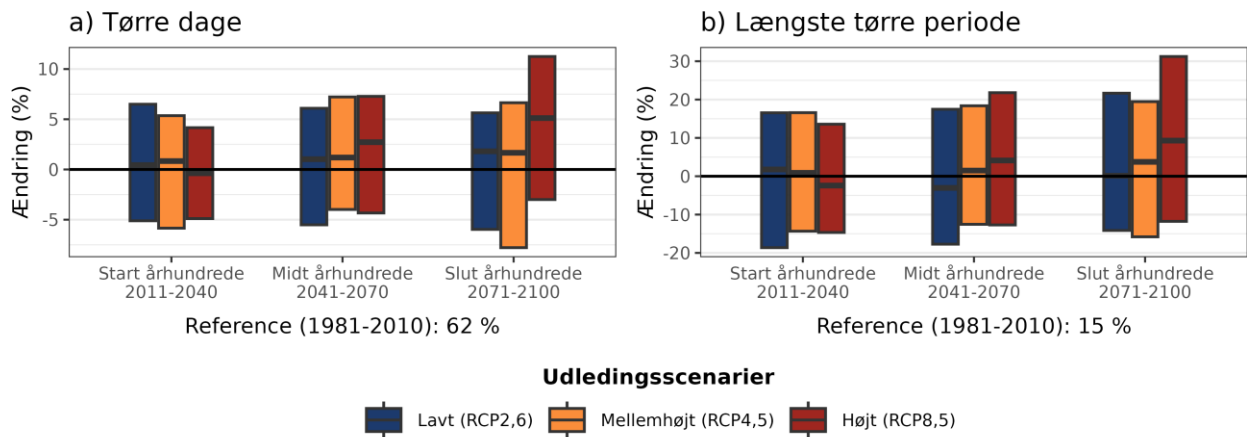 a) Tørre dage
Ændring (%)
10
5
0
-5
Start århundrede
2011-2040
Midt århundrede
2041-2070
Slut århundrede
2071-2100
Reference (1981-2010): 62 %
b) Længste tørre periode
Ændring (%)
30
20
10
0
-10
-20
Start århundrede
2011-2040
Midt århundrede
2041-2070
Slut århundrede
2071-2100
Reference (1981-2010): 15 %
Udledingsscenarier
Lavt (RCP2,6)
Mellemhøjt (RCP4,5)
Højt (RCP8,5)